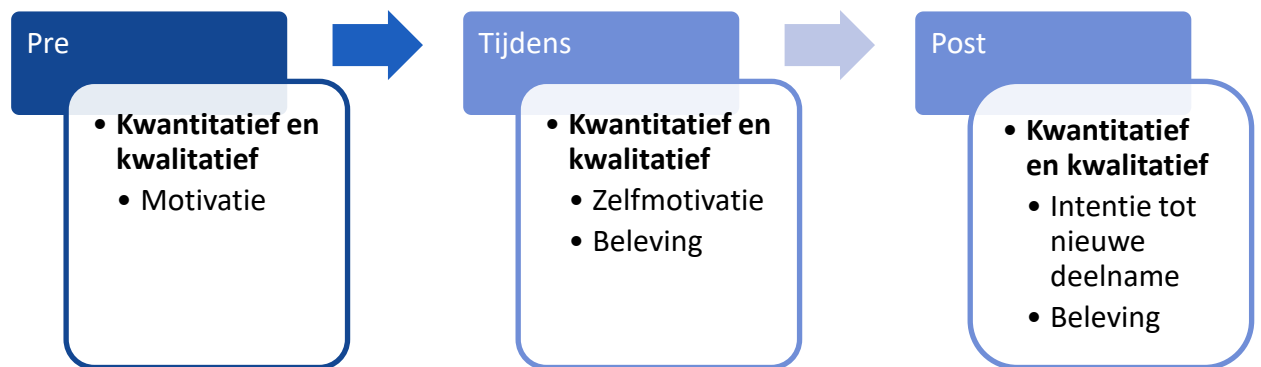 Pre
• Kwantitatief en
kwalitatief
• Motivatie
Tijdens
• Kwantitatief en
kwalitatief
• Zelfmotivatie
• Beleving
Post
• Kwantitatief
en kwalitatief
• Intentie tot
nieuwe
deelname
• Beleving